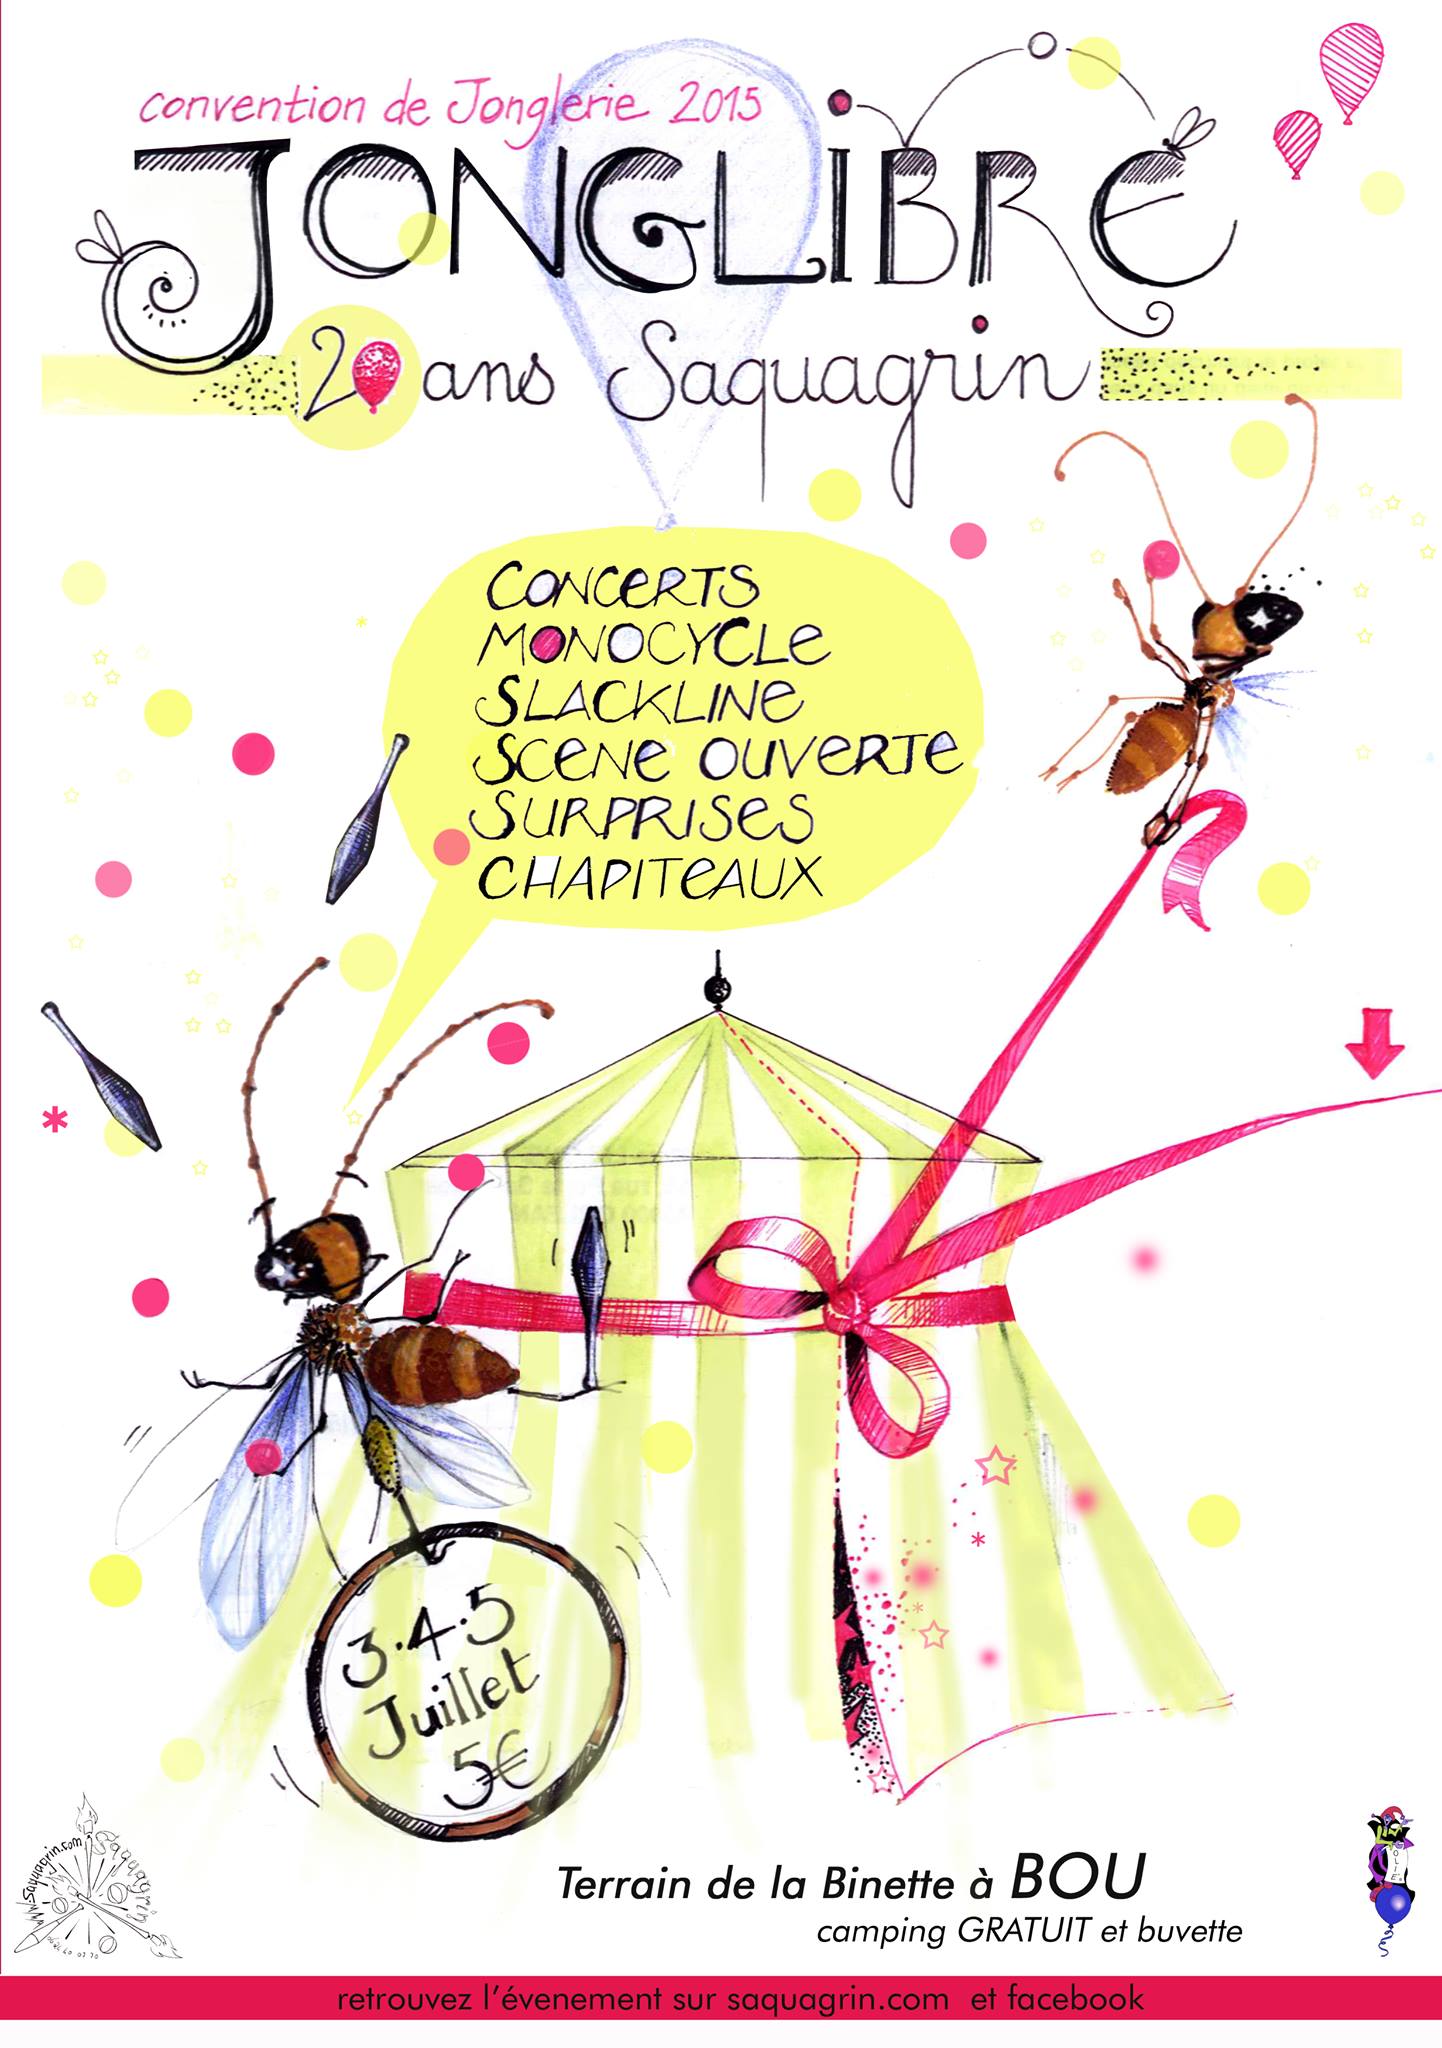 convention de Jonglerie 2015
JONGLiBRE
20 ans Saquagrin
CONCERTS
MONOCYCLE
SLACKLINE
SCENE OUVERTE
SURPRISES
CHAPITEAUX
3.4.5
Juillet
5€
Terrain de la Binette à BOU
camping GRATUIT et buvette
www.saquagrin.com
Saquagrin
retrouvez l'évenement sur saquagrin.com et facebook